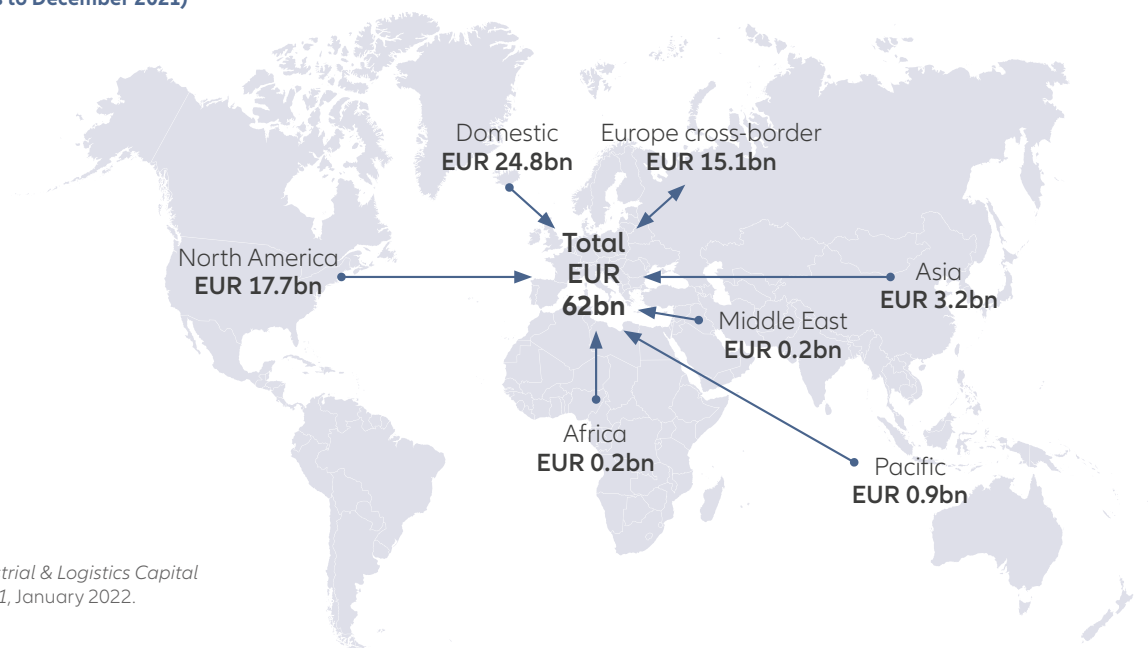 to December 2021)
Domestic
EUR 24.8bn
Europe cross-border
EUR 15.1bn
North America
EUR 17.7bn
Total
EUR
62bn
Asia
EUR 3.2bn
Middle East
EUR 0.2bn
Africa
EUR 0.2bn
Pacific
EUR 0.9bn
trial & Logistics Capital
1, January 2022.